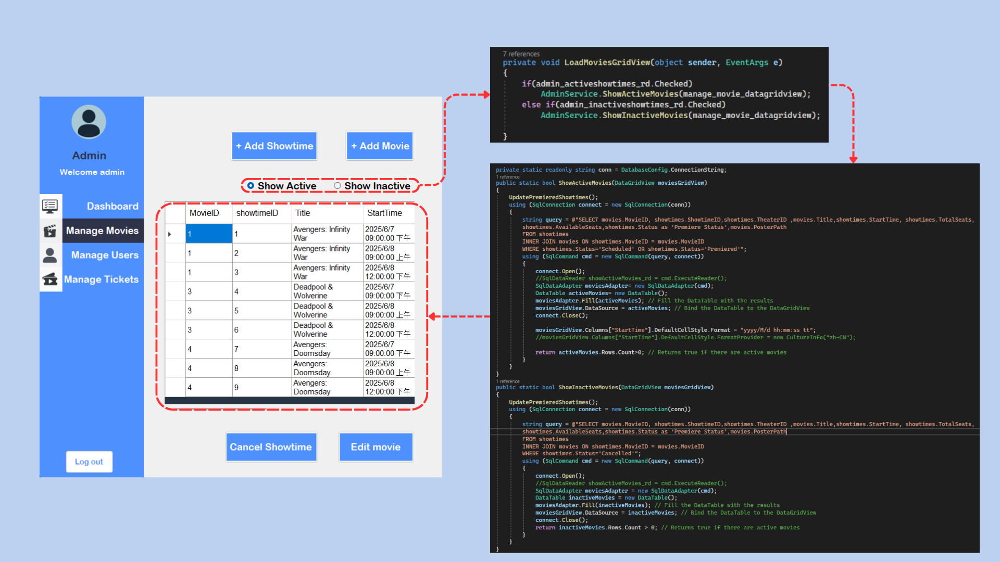 Admin
Welcome admin
Dashboard
Manage Movies
Manage Users
Manage Tickets
Log out
+ Add Showtime
+ Add Movie
Show Active
Show Inactive
MovieID showtimeID Title StartTime
1 1 Avengers: Infinity War 2025/6/7 09:00:00 下午
1 2 Avengers: Infinity War 2025/6/8 09:00:00 上午
1 3 Avengers: Infinity War 2025/6/8 12:00:00 下午
3 4 Deadpool & Wolverine 2025/6/7 09:00:00 下午
3 5 Deadpool & Wolverine 2025/6/8 09:00:00 上午
3 6 Deadpool & Wolverine 2025/6/8 12:00:00 下午
4 7 Avengers: Doomsday 2025/6/7 09:00:00 下午
4 8 Avengers: Doomsday 2025/6/8 09:00:00 上午
4 9 Avengers: Doomsday 2025/6/8 12:00:00 下午
Cancel Showtime
Edit movie
7 references
private void LoadMoviesGridView(object sender, EventArgs e)
{
if(admin_activeshowtimes_rd.Checked)
AdminService.ShowActiveMovies(manage_movie_datagridview);
else if(admin_inactiveshowtimes_rd.Checked)
AdminService.ShowInactiveMovies(manage_movie_datagridview);
}
private static readonly string conn = DatabaseConfig.ConnectionString;
1 reference
public static bool ShowActiveMovies(DataGridView moviesGridView)
{
UpdatePremieredShowtimes();
using (SqlConnection connect = new SqlConnection(conn))
{
string query = @"SELECT movies.MovieID, showtimes.ShowtimeID,showtimes.TheaterID ,movies.Title,showtimes.StartTime, showtimes.TotalSeats,
showtimes.AvailableSeats,showtimes.Status as 'Premiere Status',movies.PosterPath
FROM showtimes
INNER JOIN movies ON showtimes.MovieID = movies.MovieID
WHERE showtimes.Status='Scheduled' OR showtimes.Status='Premiered'";
using (SqlCommand cmd = new SqlCommand(query, connect))
{
connect.Open();
//SqlDataReader showActiveMovies_rd = cmd.ExecuteReader();
SqlDataAdapter moviesAdapter= new SqlDataAdapter(cmd);
DataTable activeMovies= new DataTable();
moviesAdapter.Fill(activeMovies); // Fill the DataTable with the results
moviesGridView.DataSource = activeMovies; // Bind the DataTable to the DataGridView
connect.Close();
moviesGridView.Columns["StartTime"].DefaultCellStyle.Format = "yyyy/M/d hh:mm:ss tt";
//moviesGridView.Columns["StartTime"].DefaultCellStyle.FormatProvider = new CultureInfo("zh-CN");
return activeMovies.Rows.Count>0; // Returns true if there are active movies
}
}
}
1 reference
public static bool ShowInactiveMovies(DataGridView moviesGridView)
{
UpdatePremieredShowtimes();
using (SqlConnection connect = new SqlConnection(conn))
{
string query = @"SELECT movies.MovieID, showtimes.ShowtimeID,showtimes.TheaterID ,movies.Title,showtimes.StartTime, showtimes.TotalSeats,
showtimes.AvailableSeats,showtimes.Status as 'Premiere Status',movies.PosterPath
FROM showtimes
INNER JOIN movies ON showtimes.MovieID = movies.MovieID
WHERE showtimes.Status='Cancelled'";
using (SqlCommand cmd = new SqlCommand(query, connect))
{
connect.Open();
//SqlDataReader showActiveMovies_rd = cmd.ExecuteReader();
SqlDataAdapter moviesAdapter = new SqlDataAdapter(cmd);
DataTable inactiveMovies = new DataTable();
moviesAdapter.Fill(inactiveMovies); // Fill the DataTable with the results
moviesGridView.DataSource = inactiveMovies; // Bind the DataTable to the DataGridView
connect.Close();
return inactiveMovies.Rows.Count > 0; // Returns true if there are active movies
}
}
}